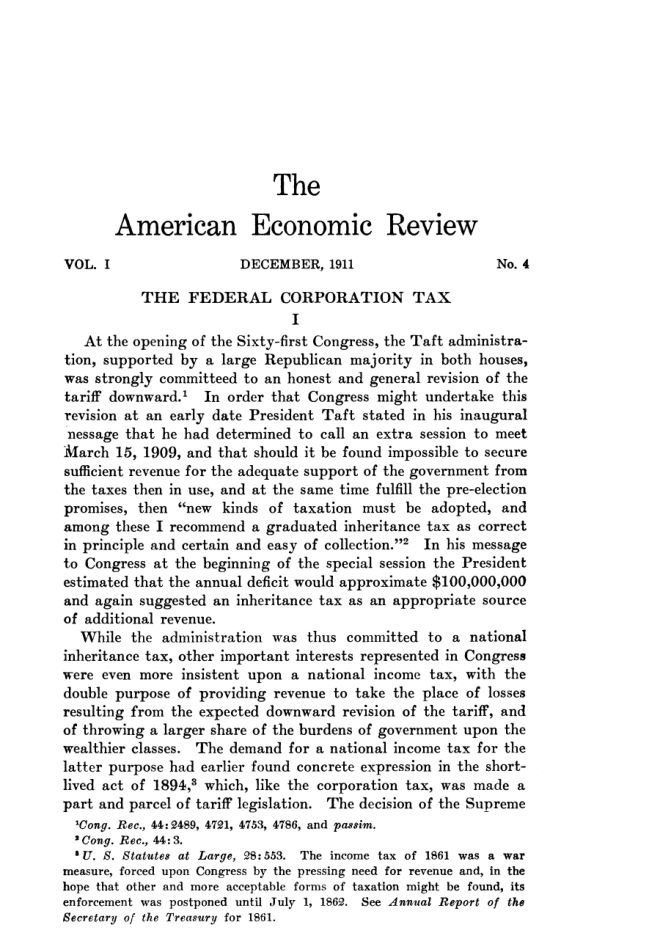 The
American Economic Review
VOL. I DECEMBER, 1911 No. 4
THE FEDERAL CORPORATION TAX
I
At the opening of the Sixty-first Congress, the Taft administra-
tion, supported by a large Republican majority in both houses,
was strongly committeed to an honest and general revision of the
tariff downward.¹ In order that Congress might undertake this
revision at an early date President Taft stated in his inaugural
nessage that he had determined to call an extra session to meet
March 15, 1909, and that should it be found impossible to secure
sufficient revenue for the adequate support of the government from
the taxes then in use, and at the same time fulfill the pre-election
promises, then “new kinds of taxation must be adopted, and
among these I recommend a graduated inheritance tax as correct
in principle and certain and easy of collection.”² In his message
to Congress at the beginning of the special session the President
estimated that the annual deficit would approximate $100,000,000
and again suggested an inheritance tax as an appropriate source
of additional revenue.
While the administration was thus committed to a national
inheritance tax, other important interests represented in Congress
were even more insistent upon a national income tax, with the
double purpose of providing revenue to take the place of losses
resulting from the expected downward revision of the tariff, and
of throwing a larger share of the burdens of government upon the
wealthier classes. The demand for a national income tax for the
latter purpose had earlier found concrete expression in the short-
lived act of 1894,³ which, like the corporation tax, was made a
part and parcel of tariff legislation. The decision of the Supreme
¹Cong. Rec., 44:2489, 4721, 4753, 4786, and passim.
²Cong. Rec., 44:3.
³U. S. Statutes at Large, 28:553. The income tax of 1861 was a war
measure, forced upon Congress by the pressing need for revenue and, in the
hope that other and more acceptable forms of taxation might be found, its
enforcement was postponed until July 1, 1862. See Annual Report of the
Secretary of the Treasury for 1861.